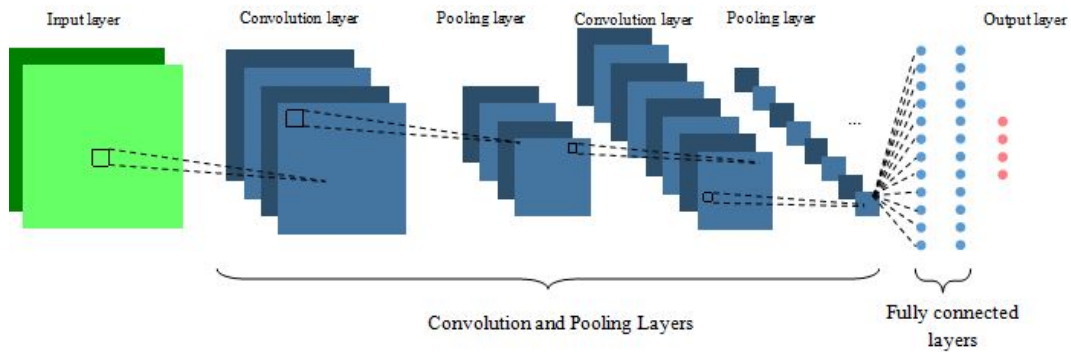 Input layer
Convolution layer
Pooling layer
Convolution layer
Pooling layer
Output layer
...
Convolution and Pooling Layers
Fully connected
layers